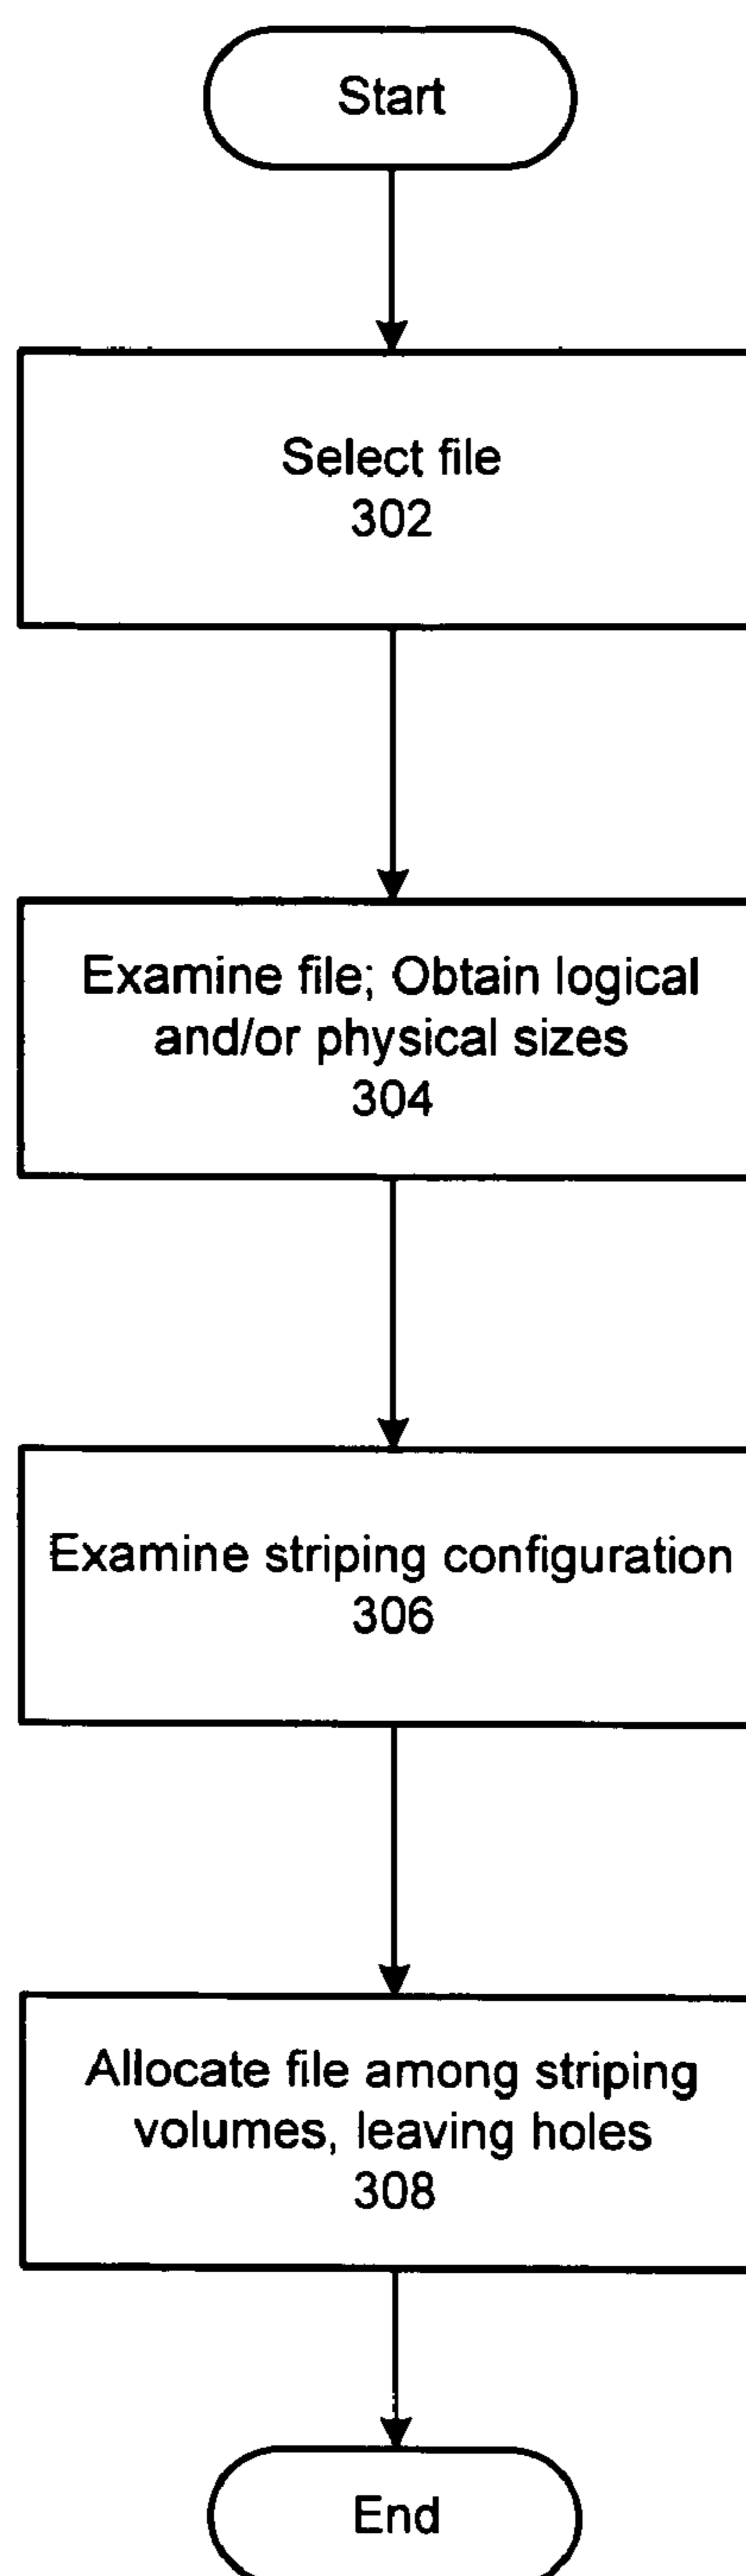 Start
Select file
302
Examine file; Obtain logical
and/or physical sizes
304
Examine striping configuration
306
Allocate file among striping
volumes, leaving holes
308
End